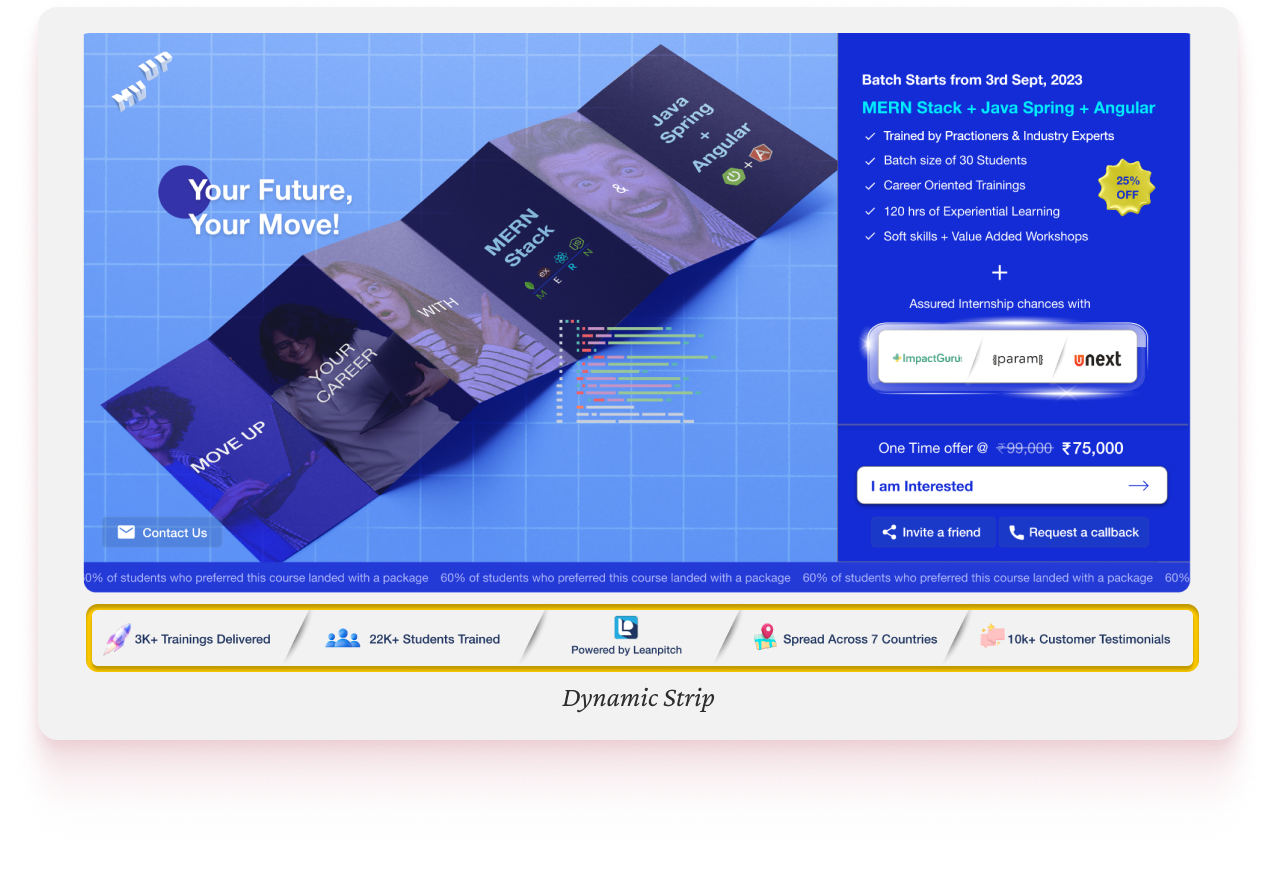 MY UP
Your Future,
Your Move!
MOVE UP
YOUR
CAREER
WITH
MERN
Stack
ex
M E R N
&
Java
Spring
+
Angular
+
Contact Us
Batch Starts from 3rd Sept, 2023
MERN Stack + Java Spring + Angular
Trained by Practioners & Industry Experts
Batch size of 30 Students
Career Oriented Trainings
120 hrs of Experiential Learning
Soft skills + Value Added Workshops
25%
OFF
+
Assured Internship chances with
ImpactGuru
{param}
unext
One Time offer @ ₹99,000 ₹75,000
I am Interested
Invite a friend
Request a callback
60% of students who preferred this course landed with a package 60% of students who preferred this course landed with a package 60% of students who preferred this course landed with a package 60%
3K+ Trainings Delivered
22K+ Students Trained
Powered by Leanpitch
Spread Across 7 Countries
10k+ Customer Testimonials
Dynamic Strip